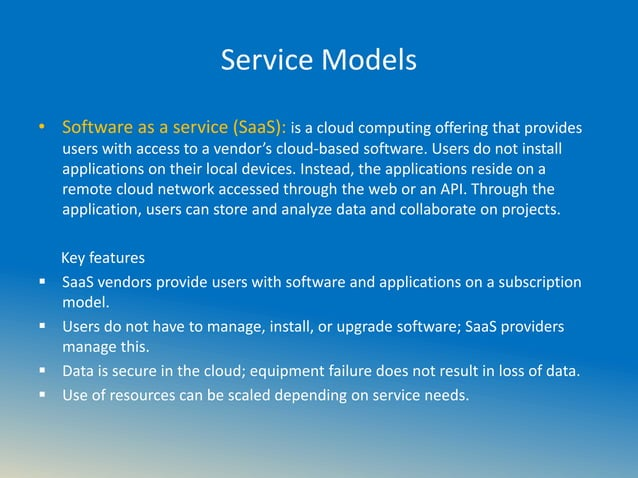 Service Models
• Software as a service (SaaS): is a cloud computing offering that provides
users with access to a vendor’s cloud-based software. Users do not install
applications on their local devices. Instead, the applications reside on a
remote cloud network accessed through the web or an API. Through the
application, users can store and analyze data and collaborate on projects.
Key features
▪ SaaS vendors provide users with software and applications on a subscription
model.
▪ Users do not have to manage, install, or upgrade software; SaaS providers
manage this.
▪ Data is secure in the cloud; equipment failure does not result in loss of data.
▪ Use of resources can be scaled depending on service needs.